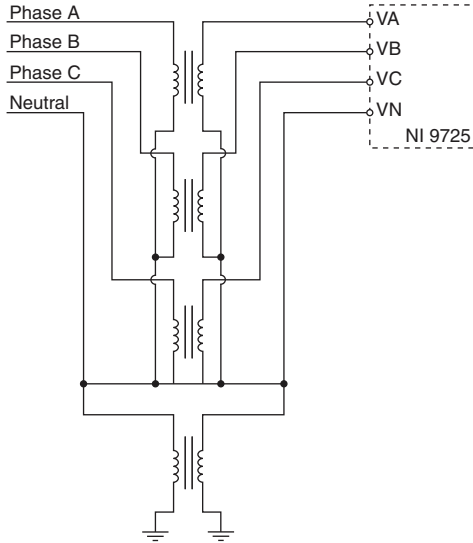 Phase A
VA
Phase B
VB
Phase C
VC
Neutral
VN
NI 9725